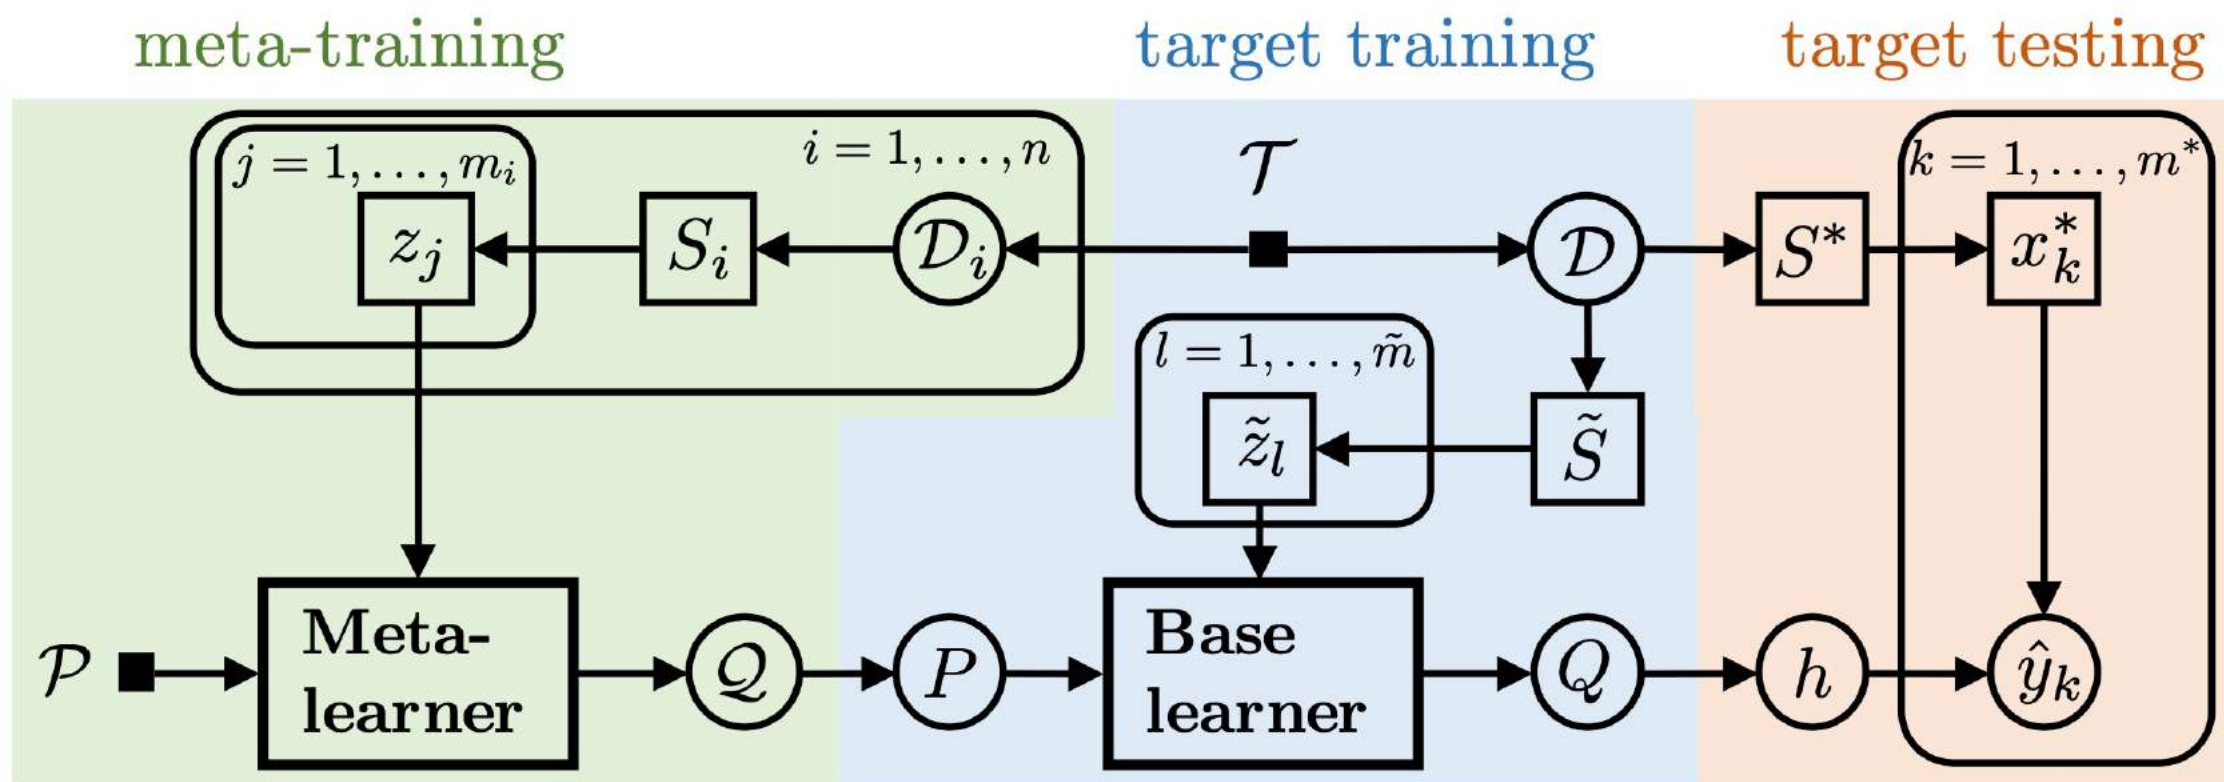 meta-training
target training
target testing
j = 1, . . . , m_i
i = 1, . . . , n
𝒯
k = 1, . . . , m*
z_j
S_i
𝒟_i
𝒟
S*
x*_k
l = 1, . . . , m̃
z̃_l
S̃
𝒫
Meta-
learner
𝒬
P
Base
learner
Q
h
ŷ_k